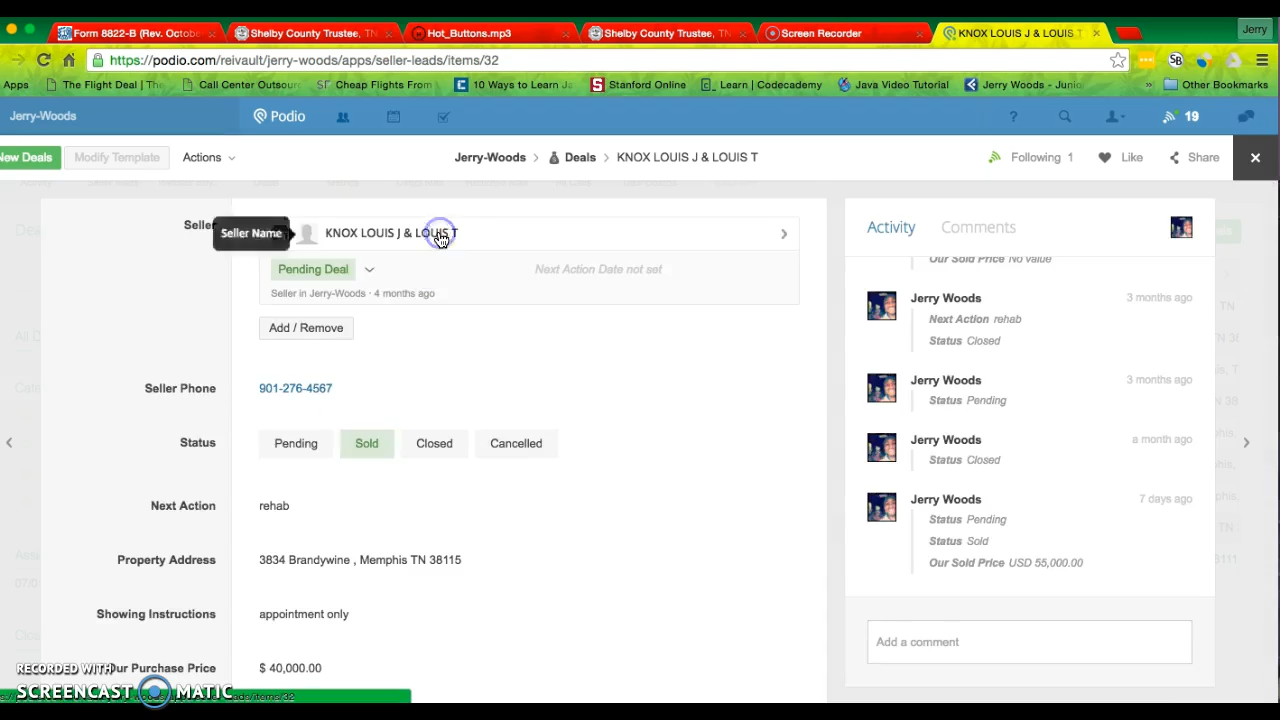 Form 8822-B (Rev. Octobe
Shelby County Trustee, TN
Hot_Buttons.mp3
Shelby County Trustee, TN
Screen Recorder
KNOX LOUIS J & LOUIS T
Jerry
https://podio.com/reivault/jerry-woods/apps/seller-leads/items/32
Apps
The Flight Deal | The
Call Center Outsourc
Cheap Flights From
10 Ways to Learn Ja
Stanford Online
Learn | Codecademy
Java Video Tutorial
Jerry Woods - Junio
»
Other Bookmarks
Jerry-Woods
Podio
?
19
New Deals
Modify Template
Actions
Jerry-Woods > Deals > KNOX LOUIS J & LOUIS T
Following 1
Like
Share
Seller
Seller Name
KNOX LOUIS J & LOUIS T
Pending Deal
Next Action Date not set
Seller in Jerry-Woods · 4 months ago
Add / Remove
Seller Phone
901-276-4567
Status
Pending
Sold
Closed
Cancelled
Next Action
rehab
Property Address
3834 Brandywine , Memphis TN 38115
Showing Instructions
appointment only
Our Purchase Price
$ 40,000.00
Activity
Comments
Our Sold Price No value
Jerry Woods
3 months ago
Next Action rehab
Status Closed
Jerry Woods
3 months ago
Status Pending
Jerry Woods
a month ago
Status Closed
Jerry Woods
7 days ago
Status Pending
Status Sold
Our Sold Price USD 55,000.00
Add a comment
RECORDED WITH
SCREENCAST MATIC